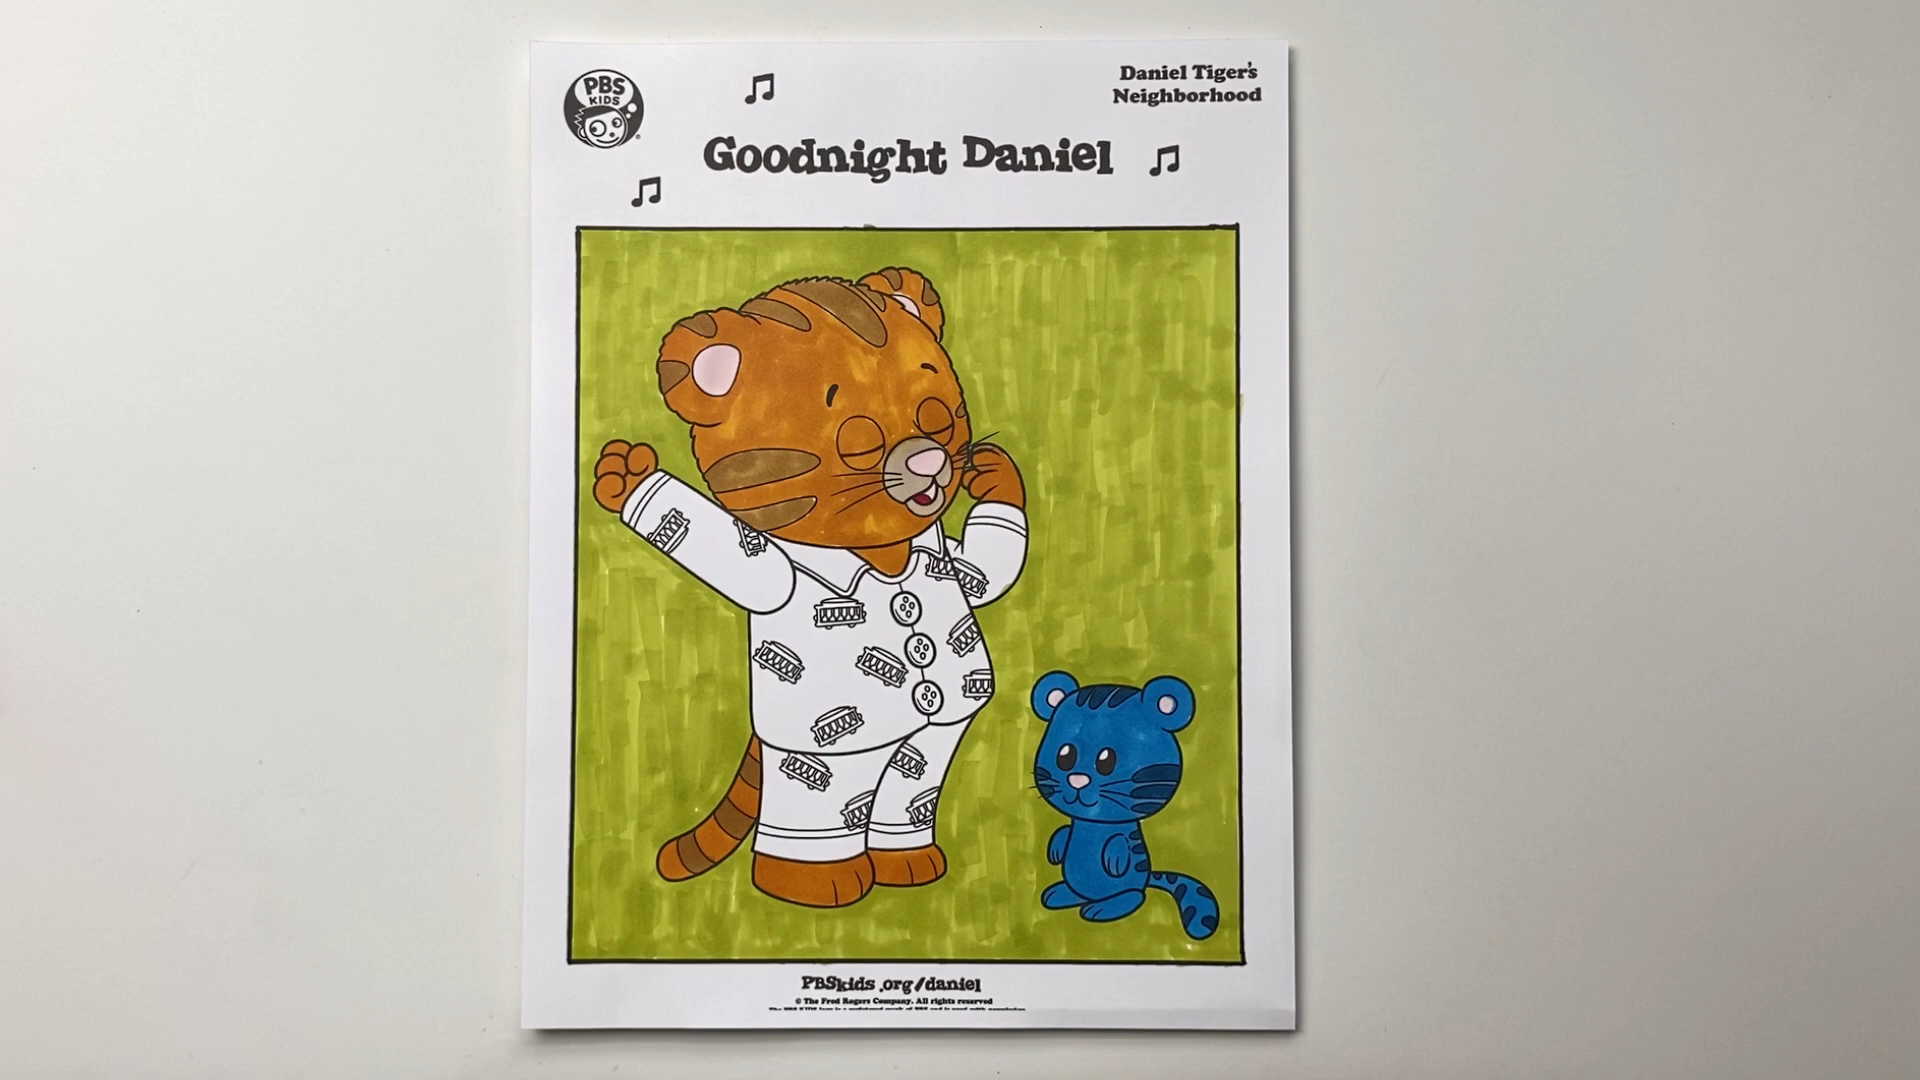 PBS
KIDS
Daniel Tiger's
Neighborhood
Goodnight Daniel
PBSkids.org/daniel
© The Fred Rogers Company. All rights reserved